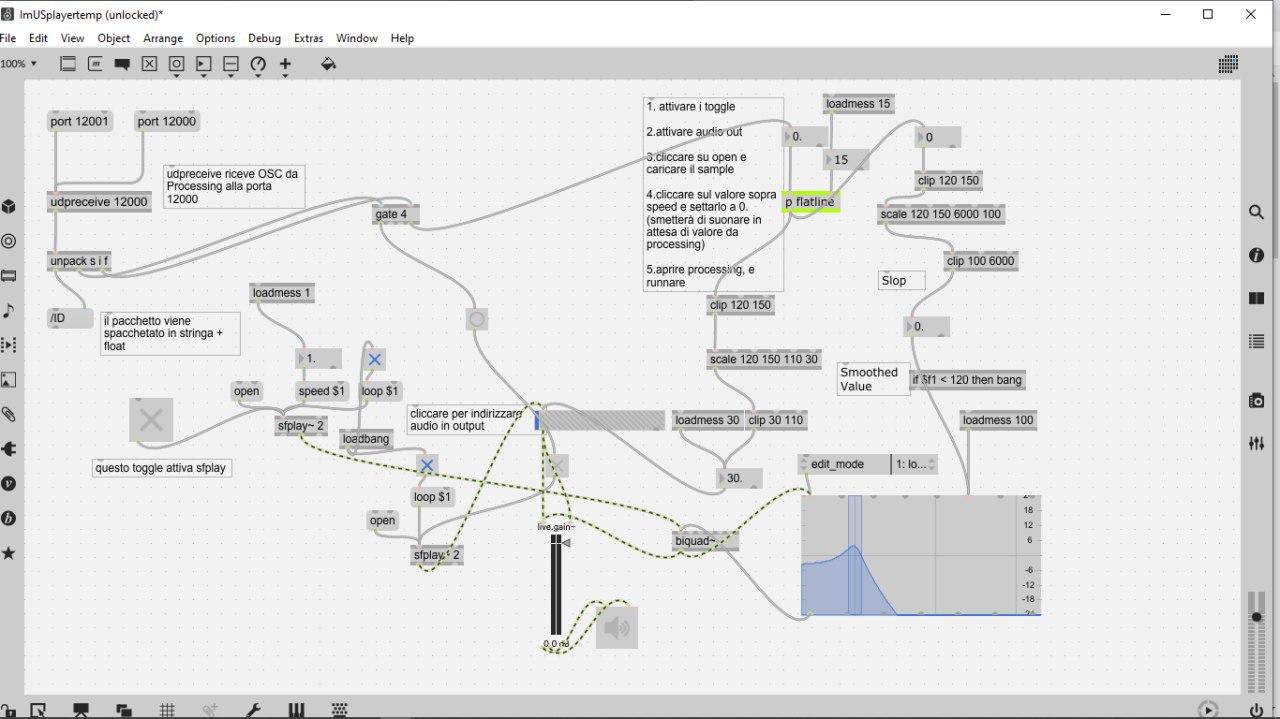 ImUSplayertemp (unlocked)*
File Edit View Object Arrange Options Debug Extras Window Help
100%
port 12001
port 12000
udpreceive 12000
udpreceive riceve OSC da
Processing alla porta
12000
unpack s i f
/ID
il pacchetto viene
spacchetato in stringa +
float
gate 4
loadmess 1
1.
open
speed $1
loop $1
sfplay~ 2
loadbang
questo toggle attiva sfplay
loop $1
open
sfplay~ 2
cliccare per indirizzare
audio in output
live.gain~
1. attivare i toggle
2.attivare audio out
3.cliccare su open e
caricare il sample
4.cliccare sul valore sopra
speed e settarlo a 0.
(smetterà di suonare in
attesa di valore da
processing)
5.aprire processing, e
runnare
loadmess 15
0.
15
p flatline
clip 120 150
scale 120 150 110 30
loadmess 30
clip 30 110
30.
biquad~
0
clip 120 150
scale 120 150 6000 100
clip 100 6000
Slop
0.
Smoothed
Value
if $f1 < 120 then bang
loadmess 100
edit_mode
1: lo...
18
12
6
-6
-12
-18